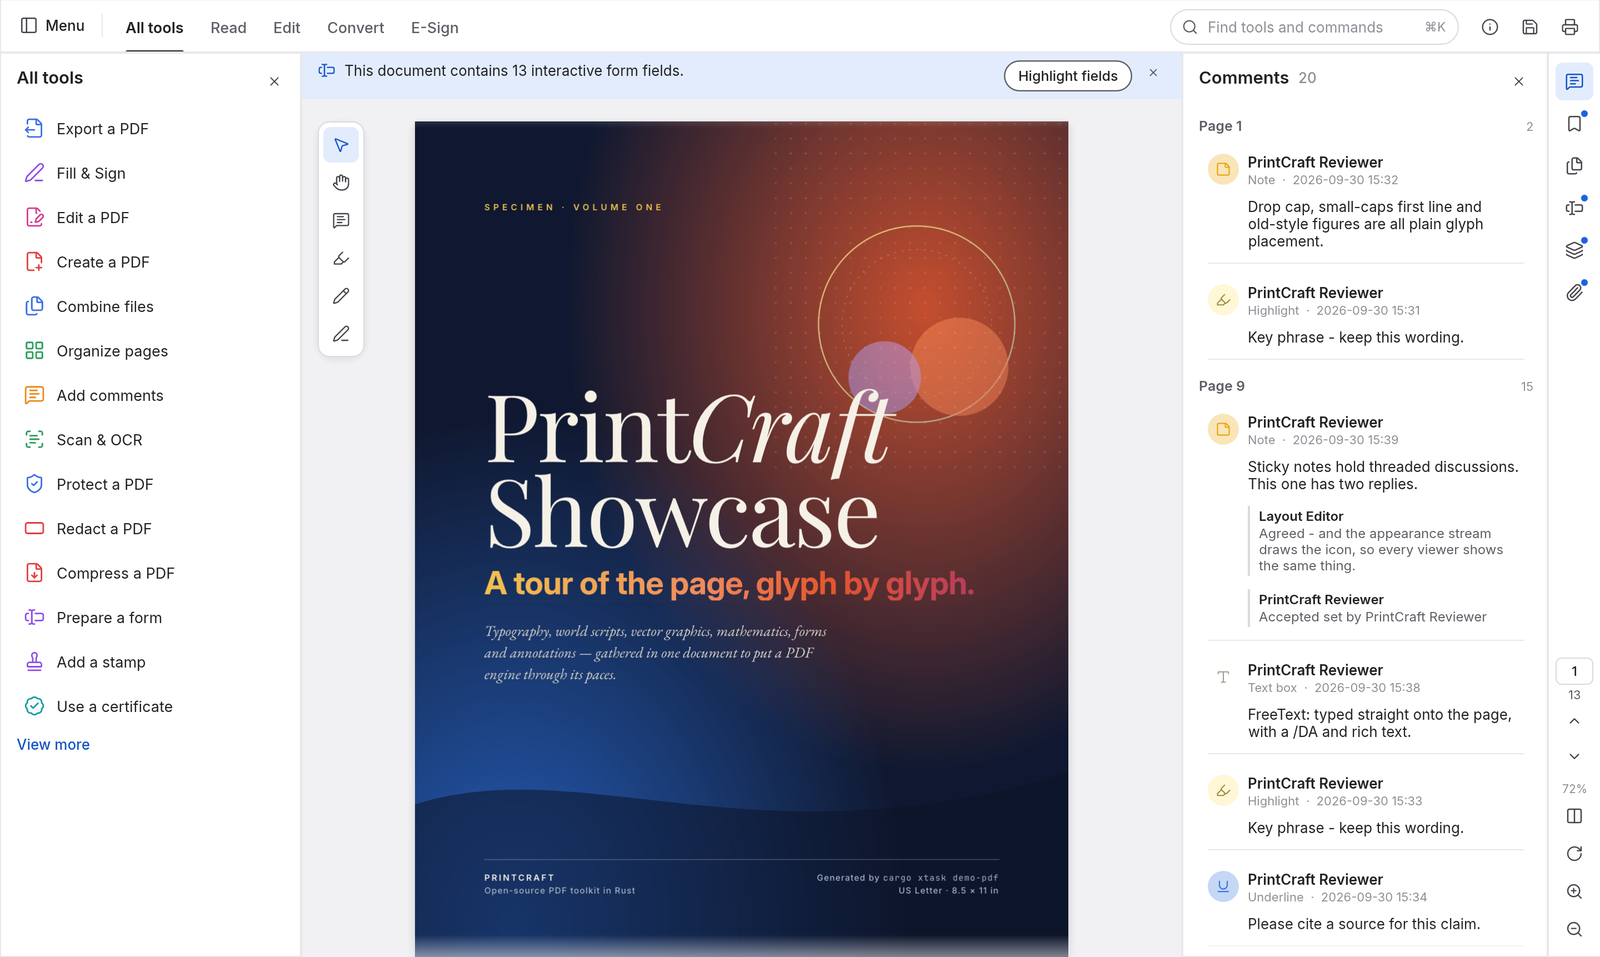 Menu
All tools
Read
Edit
Convert
E-Sign
Find tools and commands
⌘K
All tools
Export a PDF
Fill & Sign
Edit a PDF
Create a PDF
Combine files
Organize pages
Add comments
Scan & OCR
Protect a PDF
Redact a PDF
Compress a PDF
Prepare a form
Add a stamp
Use a certificate
View more
This document contains 13 interactive form fields.
Highlight fields
SPECIMEN · VOLUME ONE
PrintCraft
Showcase
A tour of the page, glyph by glyph.
Typography, world scripts, vector graphics, mathematics, forms
and annotations — gathered in one document to put a PDF
engine through its paces.
PRINTCRAFT
Open-source PDF toolkit in Rust
Generated by cargo xtask demo-pdf
US Letter · 8.5 × 11 in
Comments 20
Page 1
2
PrintCraft Reviewer
Note · 2026-09-30 15:32
Drop cap, small-caps first line and
old-style figures are all plain glyph
placement.
PrintCraft Reviewer
Highlight · 2026-09-30 15:31
Key phrase - keep this wording.
Page 9
15
PrintCraft Reviewer
Note · 2026-09-30 15:39
Sticky notes hold threaded discussions.
This one has two replies.
Layout Editor
Agreed - and the appearance stream
draws the icon, so every viewer shows
the same thing.
PrintCraft Reviewer
Accepted set by PrintCraft Reviewer
T
PrintCraft Reviewer
Text box · 2026-09-30 15:38
FreeText: typed straight onto the page,
with a /DA and rich text.
PrintCraft Reviewer
Highlight · 2026-09-30 15:33
Key phrase - keep this wording.
U
PrintCraft Reviewer
Underline · 2026-09-30 15:34
Please cite a source for this claim.
1
13
72%